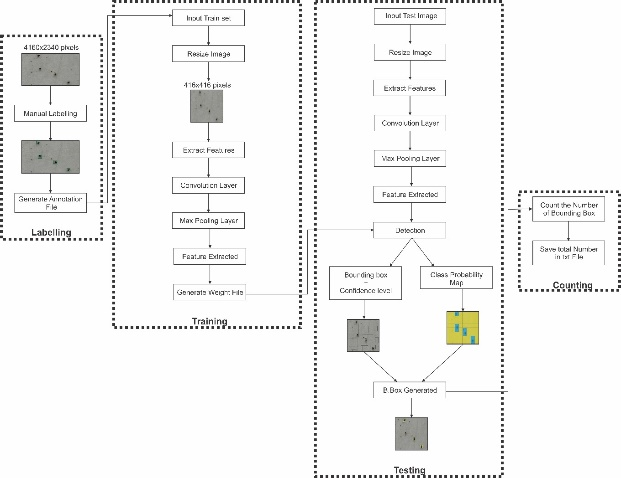 4160x2340 pixels
Manual Labelling
Generate Annotation
File
Labelling
Input Train set
Resize Image
416x416 pixels
Extract Features
Convolution Layer
Max Pooling Layer
Feature Extracted
Generate Weight File
Training
Input Test Image
Resize Image
Extract Features
Convolution Layer
Max Pooling Layer
Feature Extracted
Detection
Bounding box
Confidence level
Class Probability
Map
B.Box Generated
Testing
Count the Number
of Bounding Box
Save total Number
in txt File
Counting